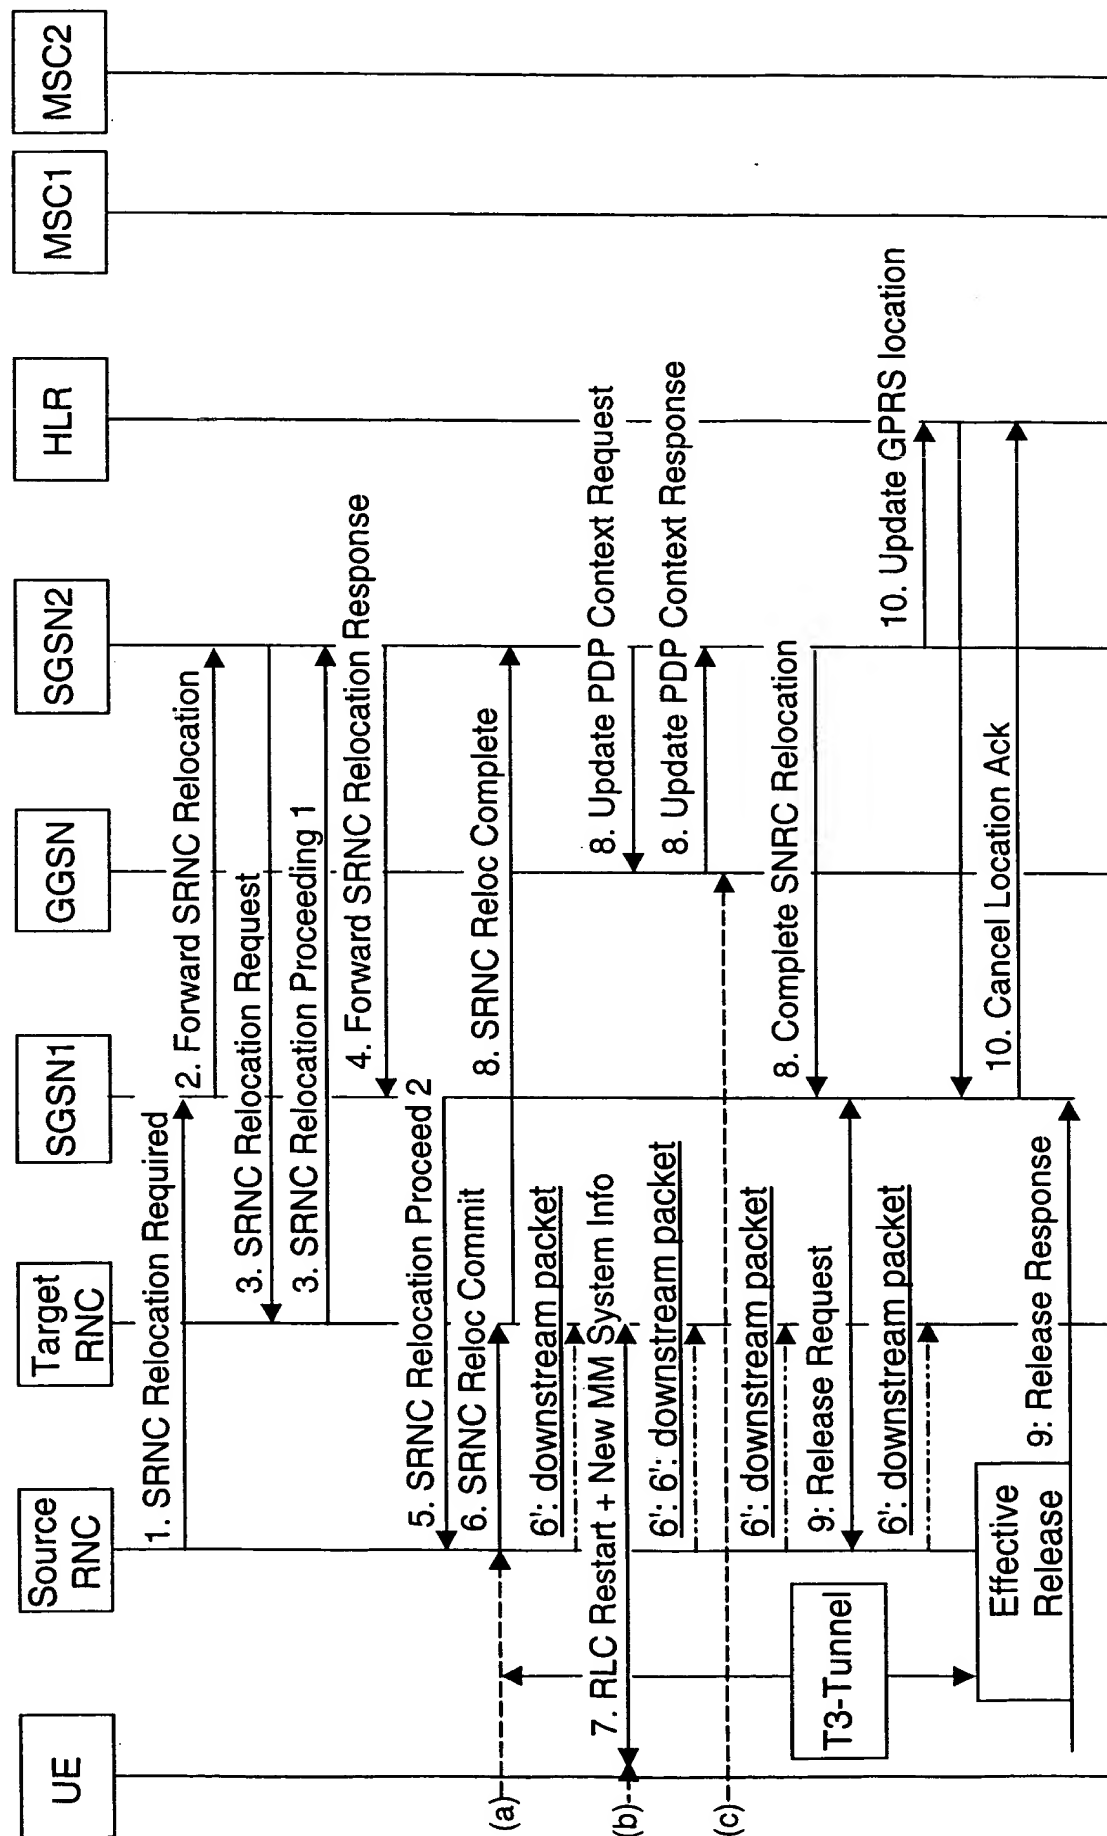 UE
Source
RNC
Target
RNC
SGSN1
GGSN
SGSN2
HLR
MSC1
MSC2
1. SRNC Relocation Required
2. Forward SRNC Relocation
3. SRNC Relocation Request
3. SRNC Relocation Proceeding 1
4. Forward SRNC Relocation Response
5. SRNC Relocation Proceed 2
6. SRNC Reloc Commit
8. SRNC Reloc Complete
(a)
6': downstream packet
7. RLC Restart + New MM System Info
8. Update PDP Context Request
(b)
6': 6': downstream packet
8. Update PDP Context Response
(c)
6': downstream packet
8. Complete SNRC Relocation
9: Release Request
T3-Tunnel
6': downstream packet
10. Update GPRS location
10. Cancel Location Ack
Effective
Release
9: Release Response